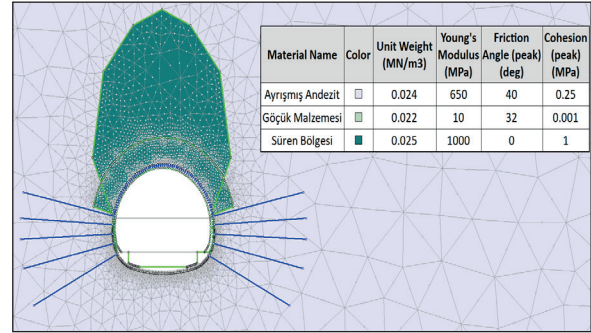 Material Name Color Unit Weight (MN/m3) Young's Modulus (MPa) Friction Angle (peak) (deg) Cohesion (peak) (MPa)
Ayrışmış Andezit 0.024 650 40 0.25
Göçük Malzemesi 0.022 10 32 0.001
Süren Bölgesi 0.025 1000 0 1